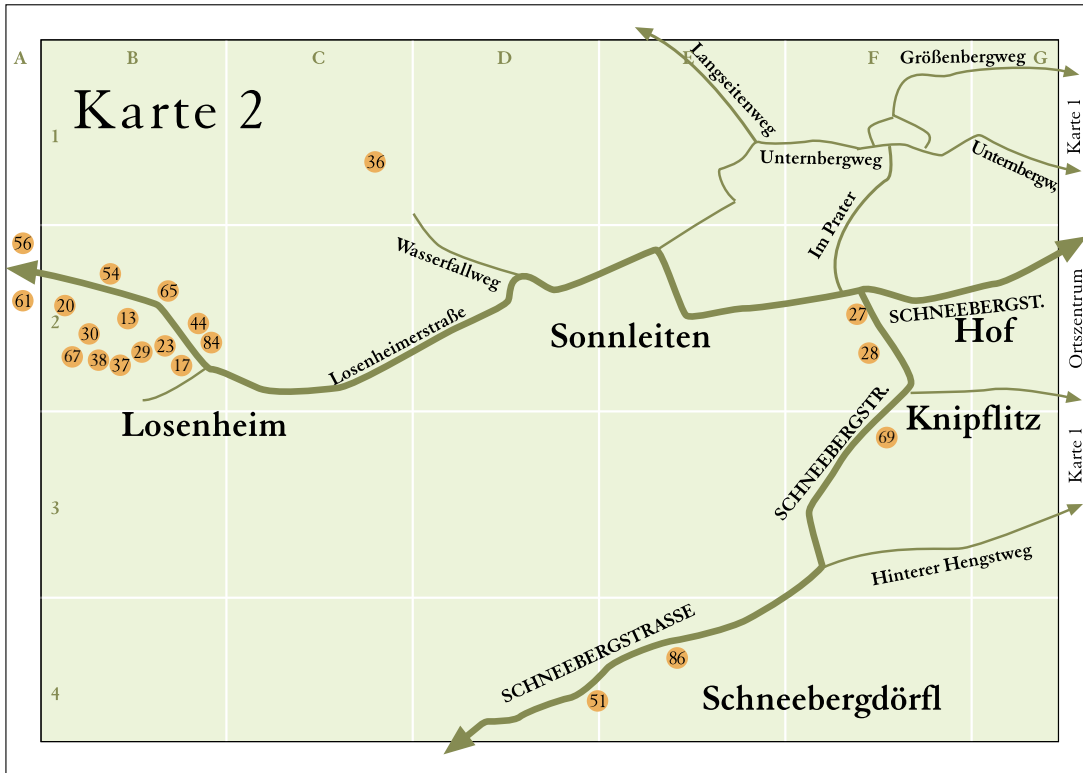 A
B
C
D
E
F
G
Größenbergweg
Langseitenweg
Karte 2
1
Karte 1
36
Unternbergweg
Unternbergw,
Im Prater
56
Wasserfallweg
54
65
61
20
13
44
2
30
84
27
SCHNEEBERGST.
Hof
Ortszentrum
67
38
37
29
23
17
Losenheimerstraße
Sonnleiten
28
Losenheim
SCHNEEBERGSTR.
Knipflitz
69
Karte 1
3
Hinterer Hengstweg
SCHNEEBERGSTRASSE
86
4
51
Schneebergdörfl